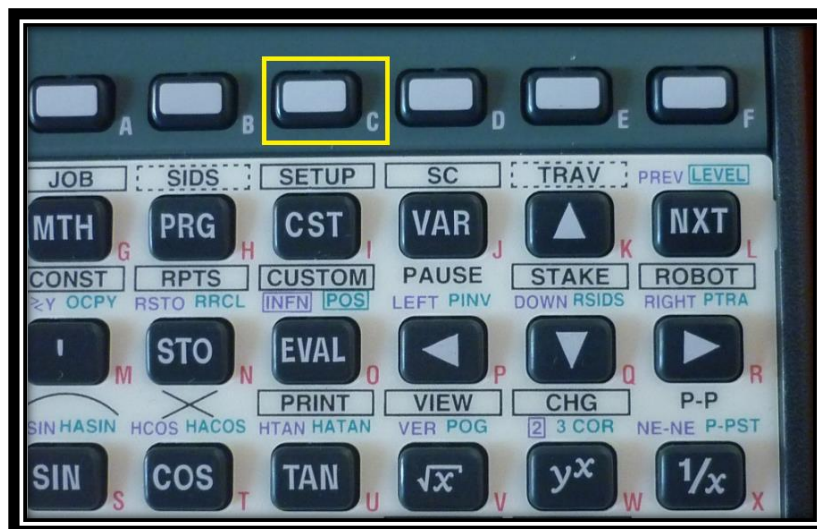 A B C D E F
JOB SIDS SETUP SC TRAV PREV LEVEL
MTH G PRG H CST I VAR J K NXT L
CONST RPTS CUSTOM PAUSE STAKE ROBOT
≷Y OCPY RSTO RRCL INFN POS LEFT PINV DOWN RSIDS RIGHT PTRA
' M STO N EVAL O P Q R
PRINT VIEW CHG P-P
SIN HASIN HCOS HACOS HTAN HATAN VER POG 2 3 COR NE-NE P-PST
SIN S COS T TAN U √x V yˣ W 1/x X